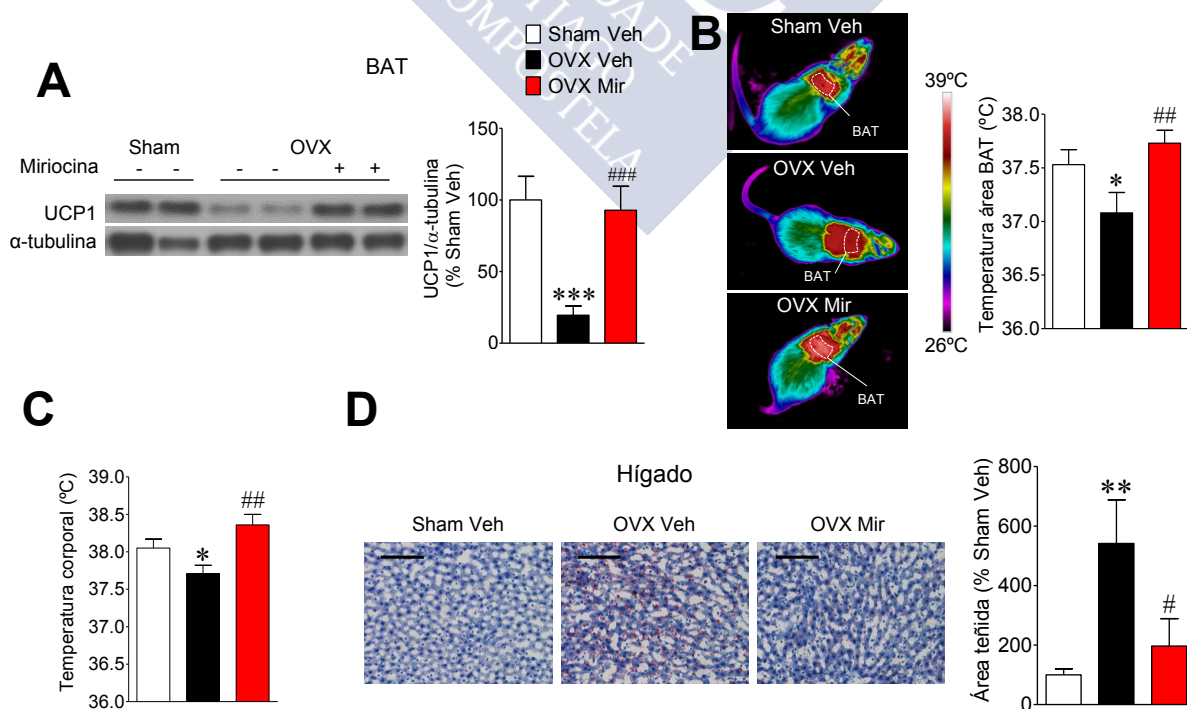 DADE
TIAGO
COMPOSTELA
Sham Veh
OVX Veh
OVX Mir
A
BAT
Sham
OVX
Miriocina - - - - + +
UCP1
α-tubulina
UCP1/α-tubulina
(% Sham Veh)
150
100
50
0
***
###
B
Sham Veh
BAT
OVX Veh
BAT
OVX Mir
BAT
39ºC
26ºC
Temperatura área BAT (ºC)
38.0
37.5
37.0
36.5
36.0
*
##
C
Temperatura corporal (ºC)
39.0
38.5
38.0
37.5
37.0
36.5
36.0
*
##
D
Hígado
Sham Veh
OVX Veh
OVX Mir
Área teñida (% Sham Veh)
800
600
400
200
0
**
#